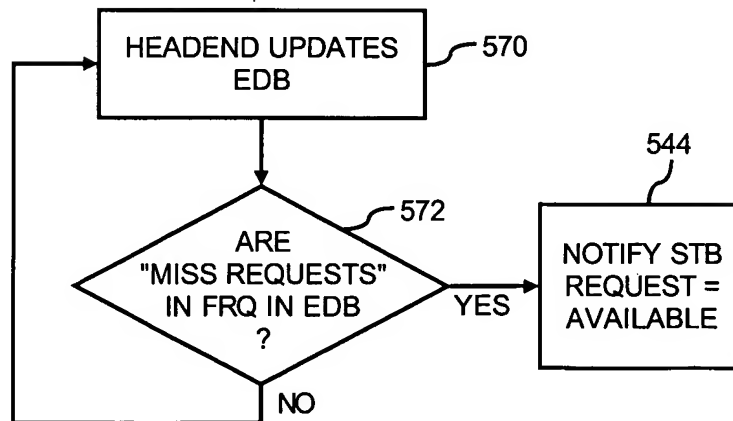 HEADEND UPDATES
EDB
570
544
572
ARE
"MISS REQUESTS"
IN FRQ IN EDB
?
YES
NOTIFY STB
REQUEST =
AVAILABLE
NO